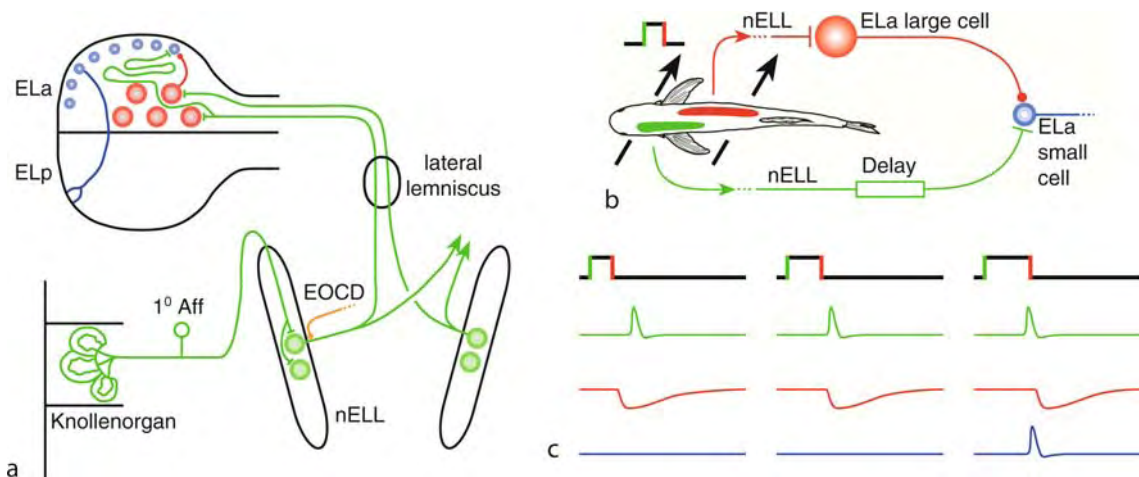 ELa
ELp
lateral
lemniscus
EOCD
1⁰ Aff
Knollenorgan
nELL
a
nELL
ELa large cell
ELa
small
cell
nELL
Delay
b
c